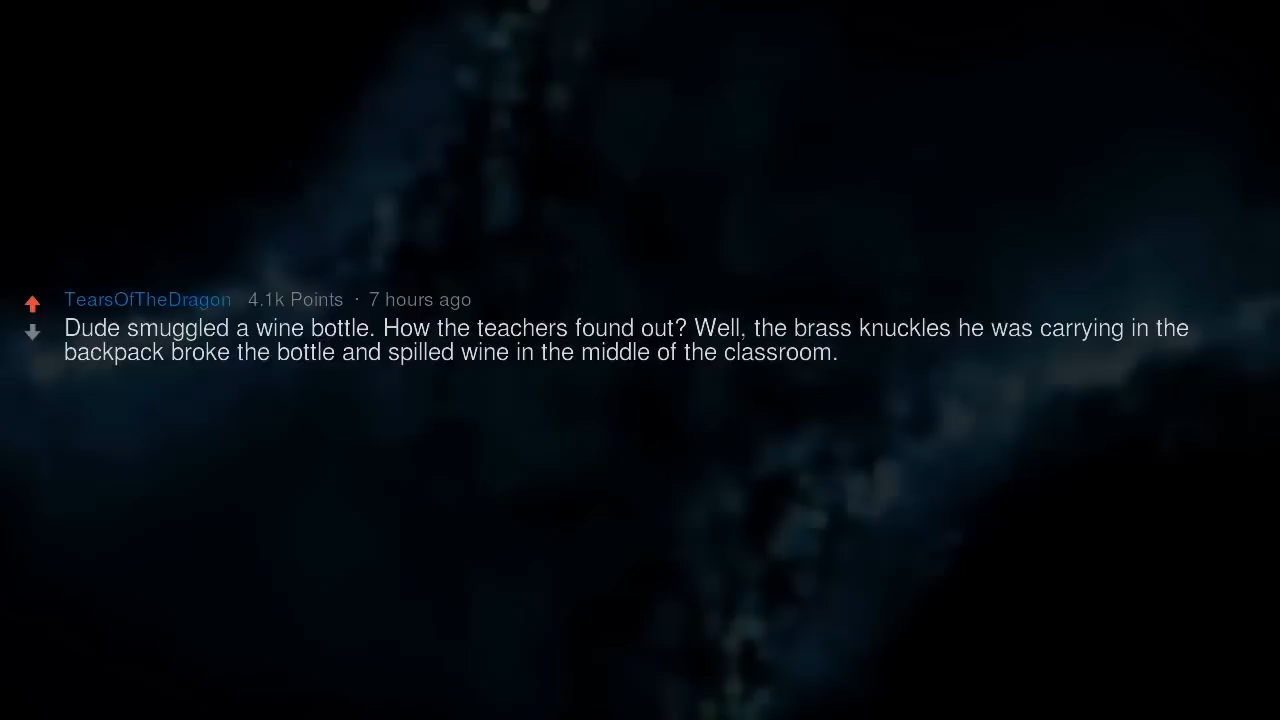 TearsOfTheDragon 4.1k Points · 7 hours ago
Dude smuggled a wine bottle. How the teachers found out? Well, the brass knuckles he was carrying in the
backpack broke the bottle and spilled wine in the middle of the classroom.